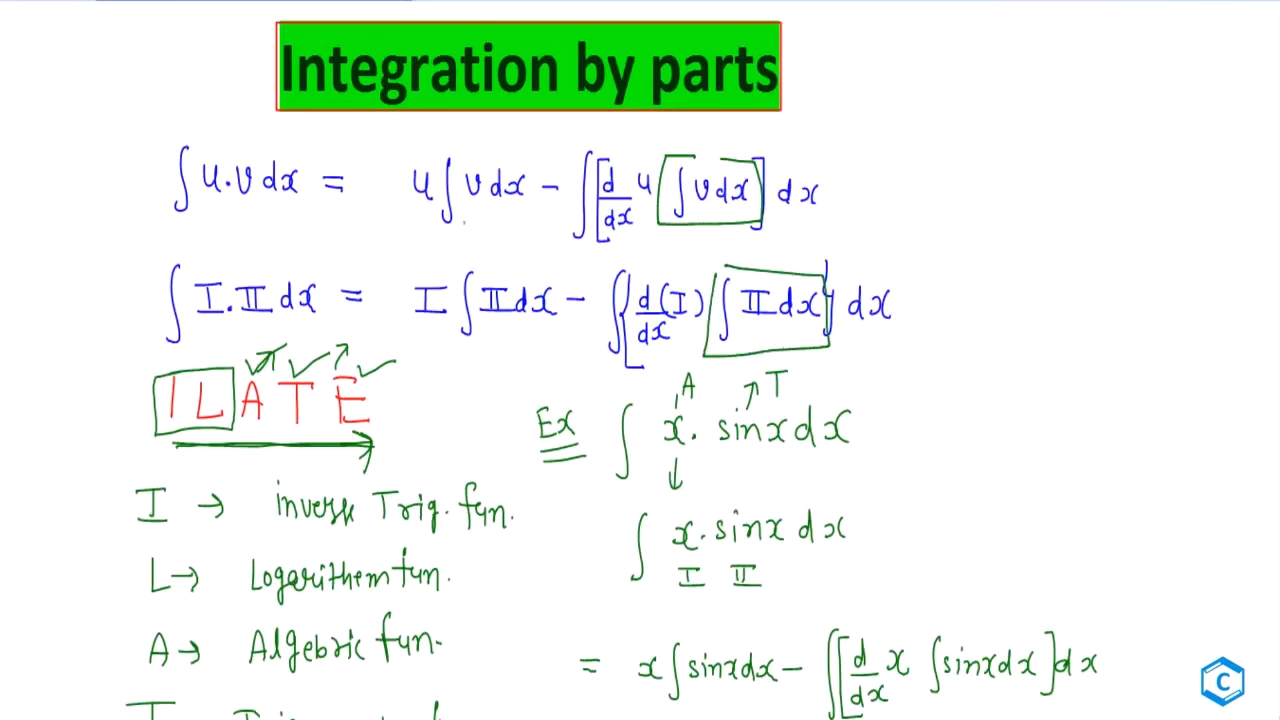 Integration by parts
∫ u.v dx = u ∫ v dx − ∫ [d/dx u ∫ v dx] dx
∫ I.II dx = I ∫ II dx − ∫ {d/dx (I) ∫ II dx} dx
I L A T E
A T
Ex ∫ x. sinx dx
I → inverse Trig. fun.
∫ x. sinx dx
I II
L → Logarithem fun.
A → Algebric fun.
= x ∫ sinx dx − ∫ [d/dx x ∫ sinx dx] dx
C